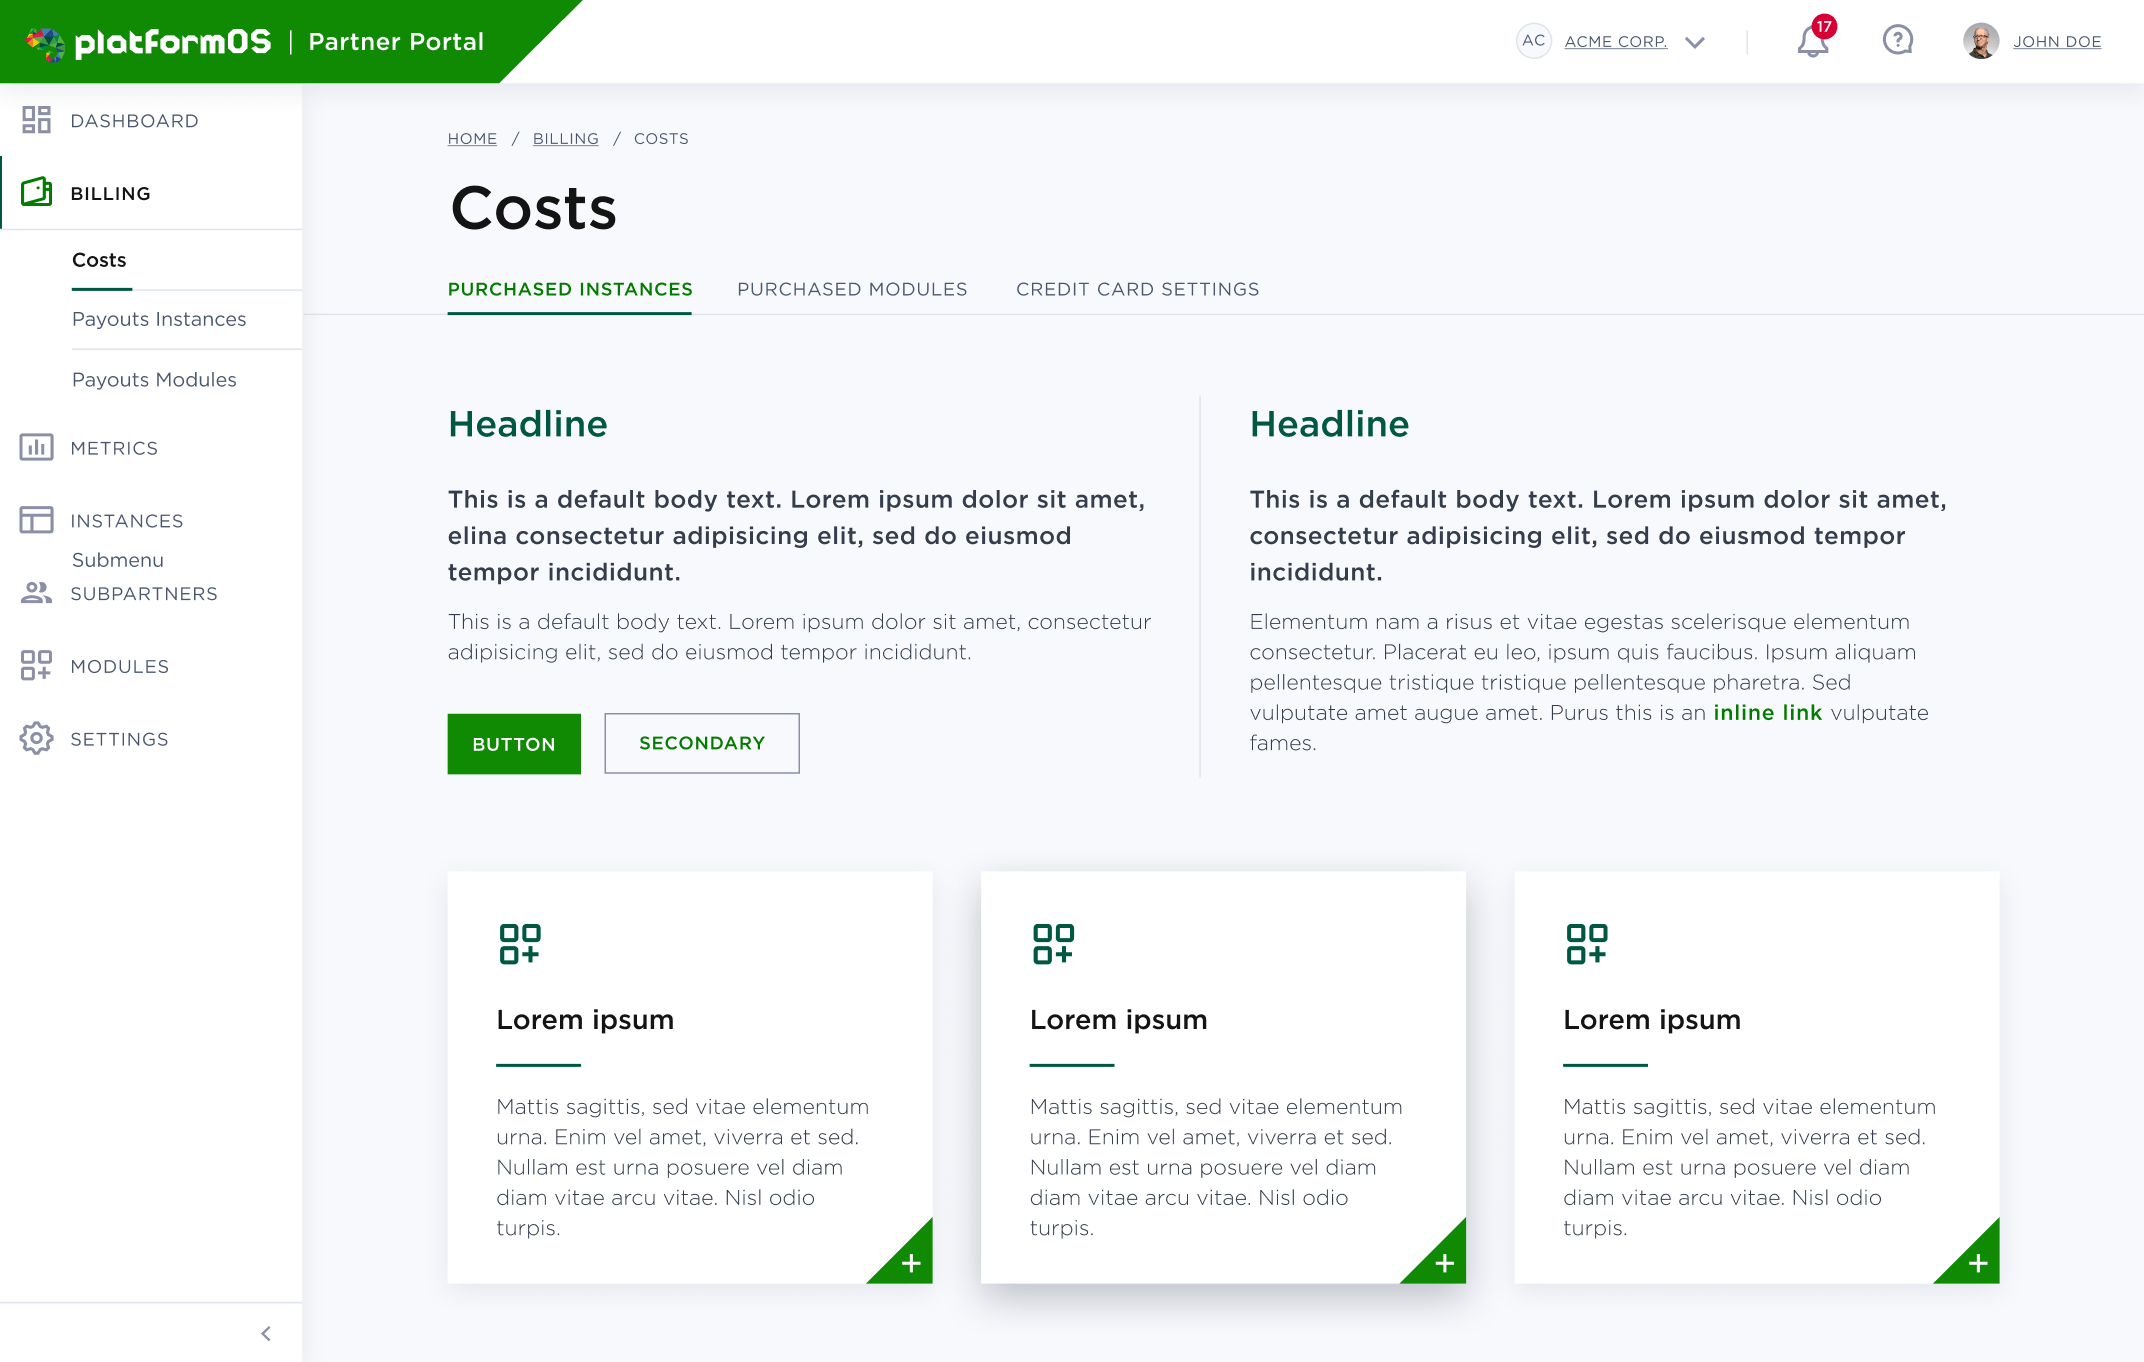 platformOS | Partner Portal
AC ACME CORP.
17
JOHN DOE
DASHBOARD
BILLING
Costs
Payouts Instances
Payouts Modules
METRICS
INSTANCES
Submenu
SUBPARTNERS
MODULES
SETTINGS
HOME / BILLING / COSTS
Costs
PURCHASED INSTANCES PURCHASED MODULES CREDIT CARD SETTINGS
Headline
This is a default body text. Lorem ipsum dolor sit amet,
elina consectetur adipisicing elit, sed do eiusmod
tempor incididunt.
This is a default body text. Lorem ipsum dolor sit amet, consectetur
adipisicing elit, sed do eiusmod tempor incididunt.
BUTTON
SECONDARY
Headline
This is a default body text. Lorem ipsum dolor sit amet,
consectetur adipisicing elit, sed do eiusmod tempor
incididunt.
Elementum nam a risus et vitae egestas scelerisque elementum
consectetur. Placerat eu leo, ipsum quis faucibus. Ipsum aliquam
pellentesque tristique tristique pellentesque pharetra. Sed
vulputate amet augue amet. Purus this is an inline link vulputate
fames.
Lorem ipsum
Mattis sagittis, sed vitae elementum
urna. Enim vel amet, viverra et sed.
Nullam est urna posuere vel diam
diam vitae arcu vitae. Nisl odio
turpis.
Lorem ipsum
Mattis sagittis, sed vitae elementum
urna. Enim vel amet, viverra et sed.
Nullam est urna posuere vel diam
diam vitae arcu vitae. Nisl odio
turpis.
Lorem ipsum
Mattis sagittis, sed vitae elementum
urna. Enim vel amet, viverra et sed.
Nullam est urna posuere vel diam
diam vitae arcu vitae. Nisl odio
turpis.